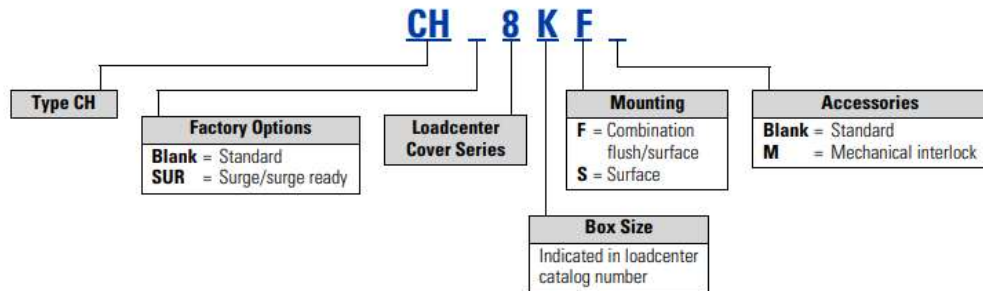 CH _ 8 K F _
Type CH
Factory Options
Blank = Standard
SUR = Surge/surge ready
Loadcenter
Cover Series
Mounting
F = Combination
flush/surface
S = Surface
Accessories
Blank = Standard
M = Mechanical interlock
Box Size
Indicated in loadcenter
catalog number